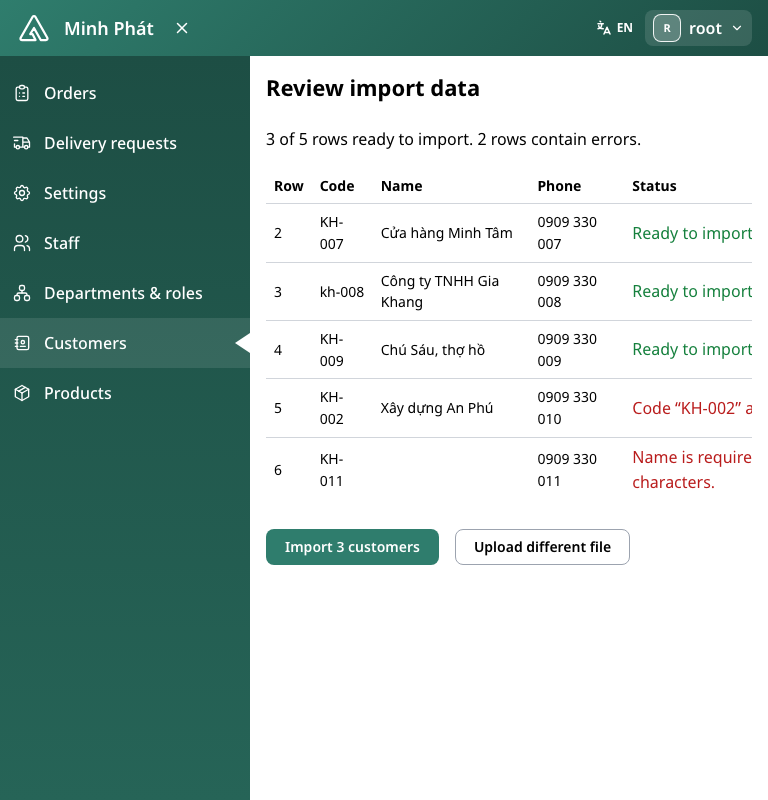 Minh Phát
EN
R
root
Orders
Delivery requests
Settings
Staff
Departments & roles
Customers
Products
Review import data
3 of 5 rows ready to import. 2 rows contain errors.
Row Code Name Phone Status
2 KH-007 Cửa hàng Minh Tâm 0909 330 007 Ready to import
3 kh-008 Công ty TNHH Gia Khang 0909 330 008 Ready to import
4 KH-009 Chú Sáu, thợ hồ 0909 330 009 Ready to import
5 KH-002 Xây dựng An Phú 0909 330 010 Code “KH-002” a
6 KH-011 0909 330 011 Name is require characters.
Import 3 customers
Upload different file